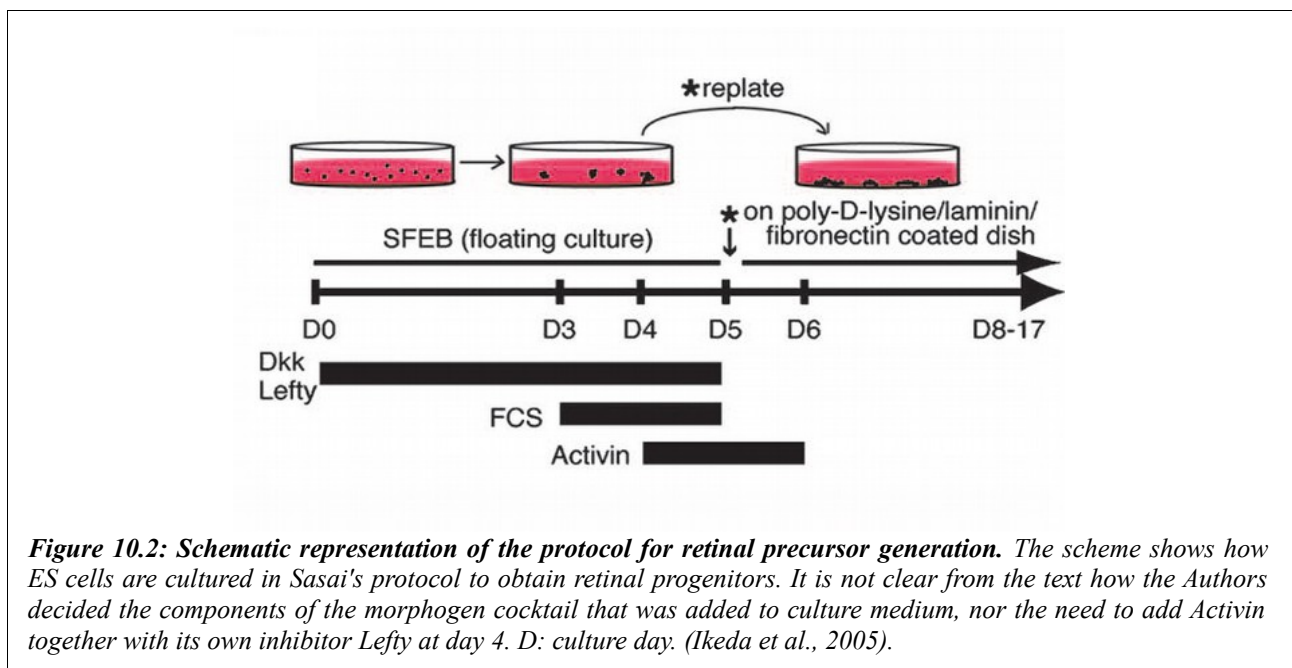 *replate
* on poly-D-lysine/laminin/
fibronectin coated dish
SFEB (floating culture)
D0 D3 D4 D5 D6 D8-17
Dkk
Lefty
FCS
Activin
Figure 10.2: Schematic representation of the protocol for retinal precursor generation. The scheme shows how
ES cells are cultured in Sasai's protocol to obtain retinal progenitors. It is not clear from the text how the Authors
decided the components of the morphogen cocktail that was added to culture medium, nor the need to add Activin
together with its own inhibitor Lefty at day 4. D: culture day. (Ikeda et al., 2005).